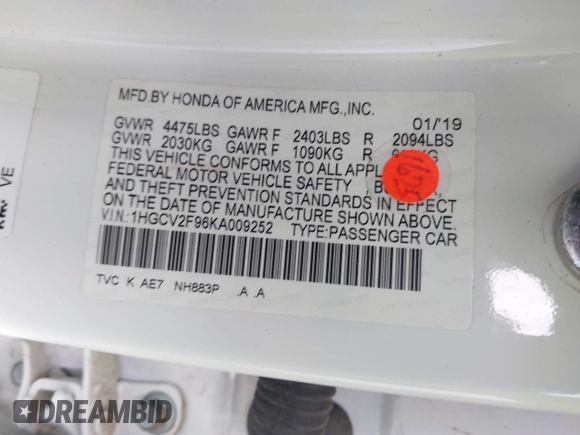 MFD.BY HONDA OF AMERICA MFG.,INC. 01/'19
GVWR 4475LBS GAWR F 2403LBS R 2094LBS
GVWR 2030KG GAWR F 1090KG R
THIS VEHICLE CONFORMS TO ALL
FEDERAL MOTOR VEHICLE SAFETY
AND THEFT PREVENTION STANDARDS IN EFFECT
ON THE DATE OF MANUFACTURE SHOWN ABOVE.
V.I.N.:1HGCV2F96KA009252 TYPE:PASSENGER CAR
TVC K AE7 NH883P .A .A
VE
DREAMBID